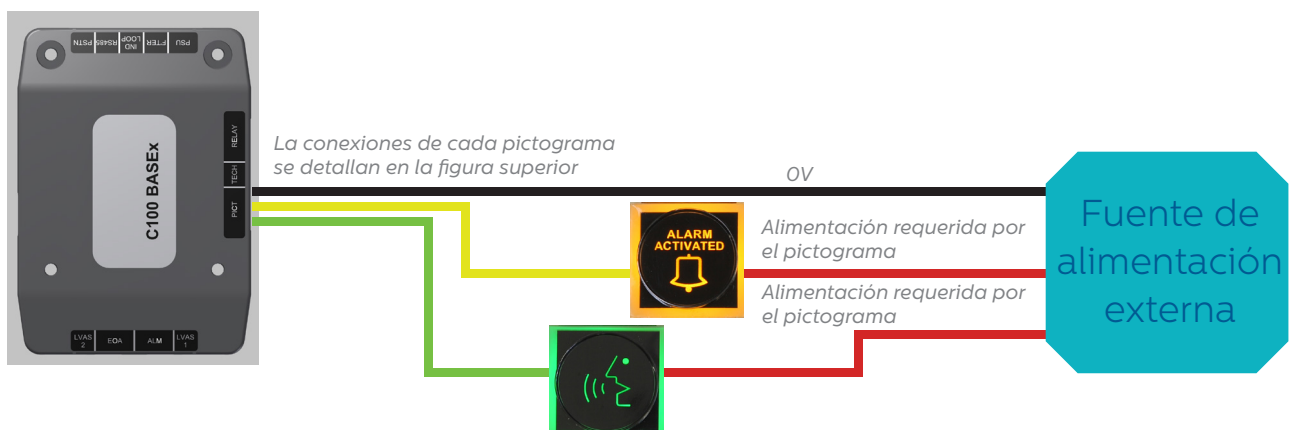 PSTN
RS485
IND
LOOP
FTER
PSU
RELAY
TECH
PICT
C100 BASEx
LVAS
2
EOA
ALM
LVAS
1
La conexiones de cada pictograma
se detallan en la figura superior
0V
ALARM
ACTIVATED
Alimentación requerida por
el pictograma
Alimentación requerida por
el pictograma
Fuente de
alimentación
externa